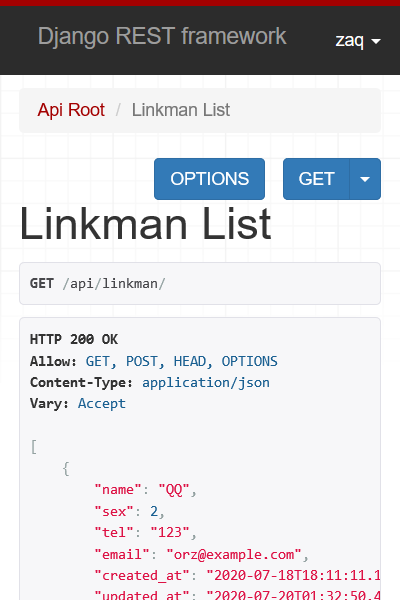 Django REST framework
zaq
Api Root / Linkman List
OPTIONS
GET
Linkman List
GET /api/linkman/
HTTP 200 OK
Allow: GET, POST, HEAD, OPTIONS
Content-Type: application/json
Vary: Accept
[
{
"name": "QQ",
"sex": 2,
"tel": "123",
"email": "orz@example.com",
"created_at": "2020-07-18T18:11:11.1
"updated_at": "2020-07-20T01:32:50.4